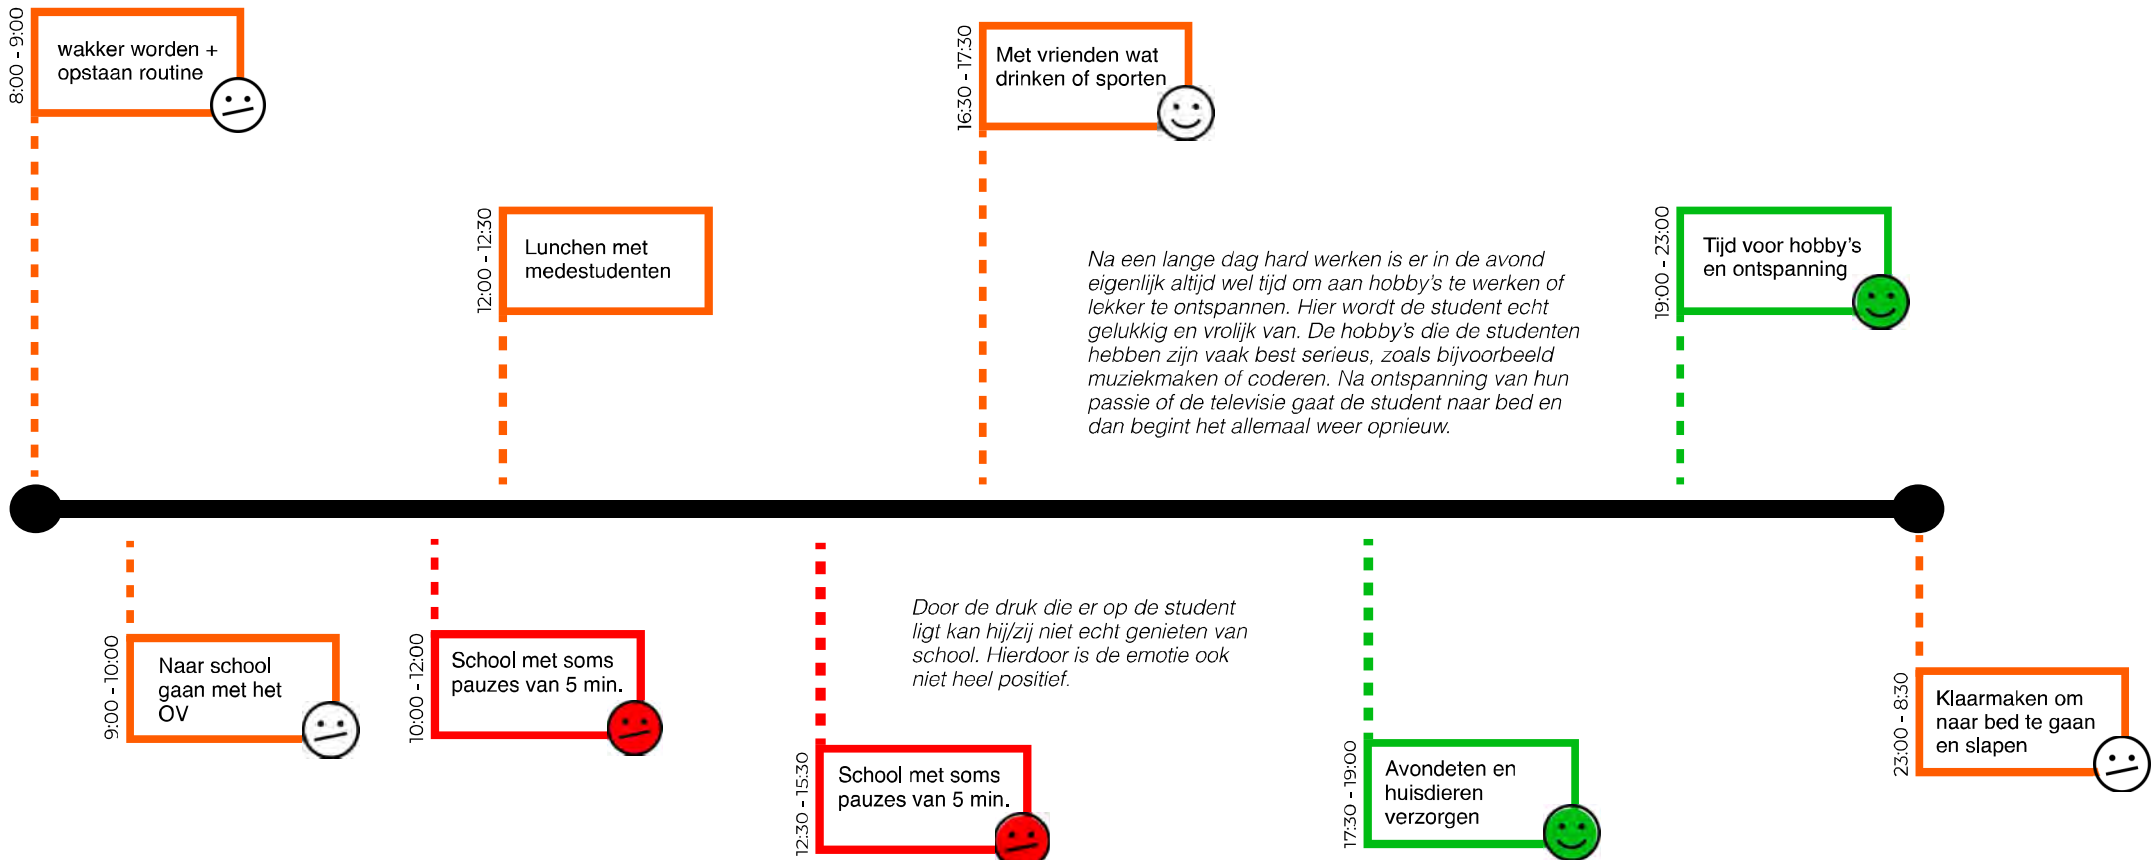 8:00 - 9:00
wakker worden +
opstaan routine
16:30 - 17:30
Met vrienden wat
drinken of sporten
12:00 - 12:30
Lunchen met
medestudenten
Na een lange dag hard werken is er in de avond
eigenlijk altijd wel tijd om aan hobby's te werken of
lekker te ontspannen. Hier wordt de student echt
gelukkig en vrolijk van. De hobby's die de studenten
hebben zijn vaak best serieus, zoals bijvoorbeeld
muziekmaken of coderen. Na ontspanning van hun
passie of de televisie gaat de student naar bed en
dan begint het allemaal weer opnieuw.
19:00 - 23:00
Tijd voor hobby's
en ontspanning
9:00 - 10:00
Naar school
gaan met het
OV
10:00 - 12:00
School met soms
pauzes van 5 min.
12:30 - 15:30
School met soms
pauzes van 5 min.
Door de druk die er op de student
ligt kan hij/zij niet echt genieten van
school. Hierdoor is de emotie ook
niet heel positief.
17:30 - 19:00
Avondeten en
huisdieren
verzorgen
23:00 - 8:30
Klaarmaken om
naar bed te gaan
en slapen